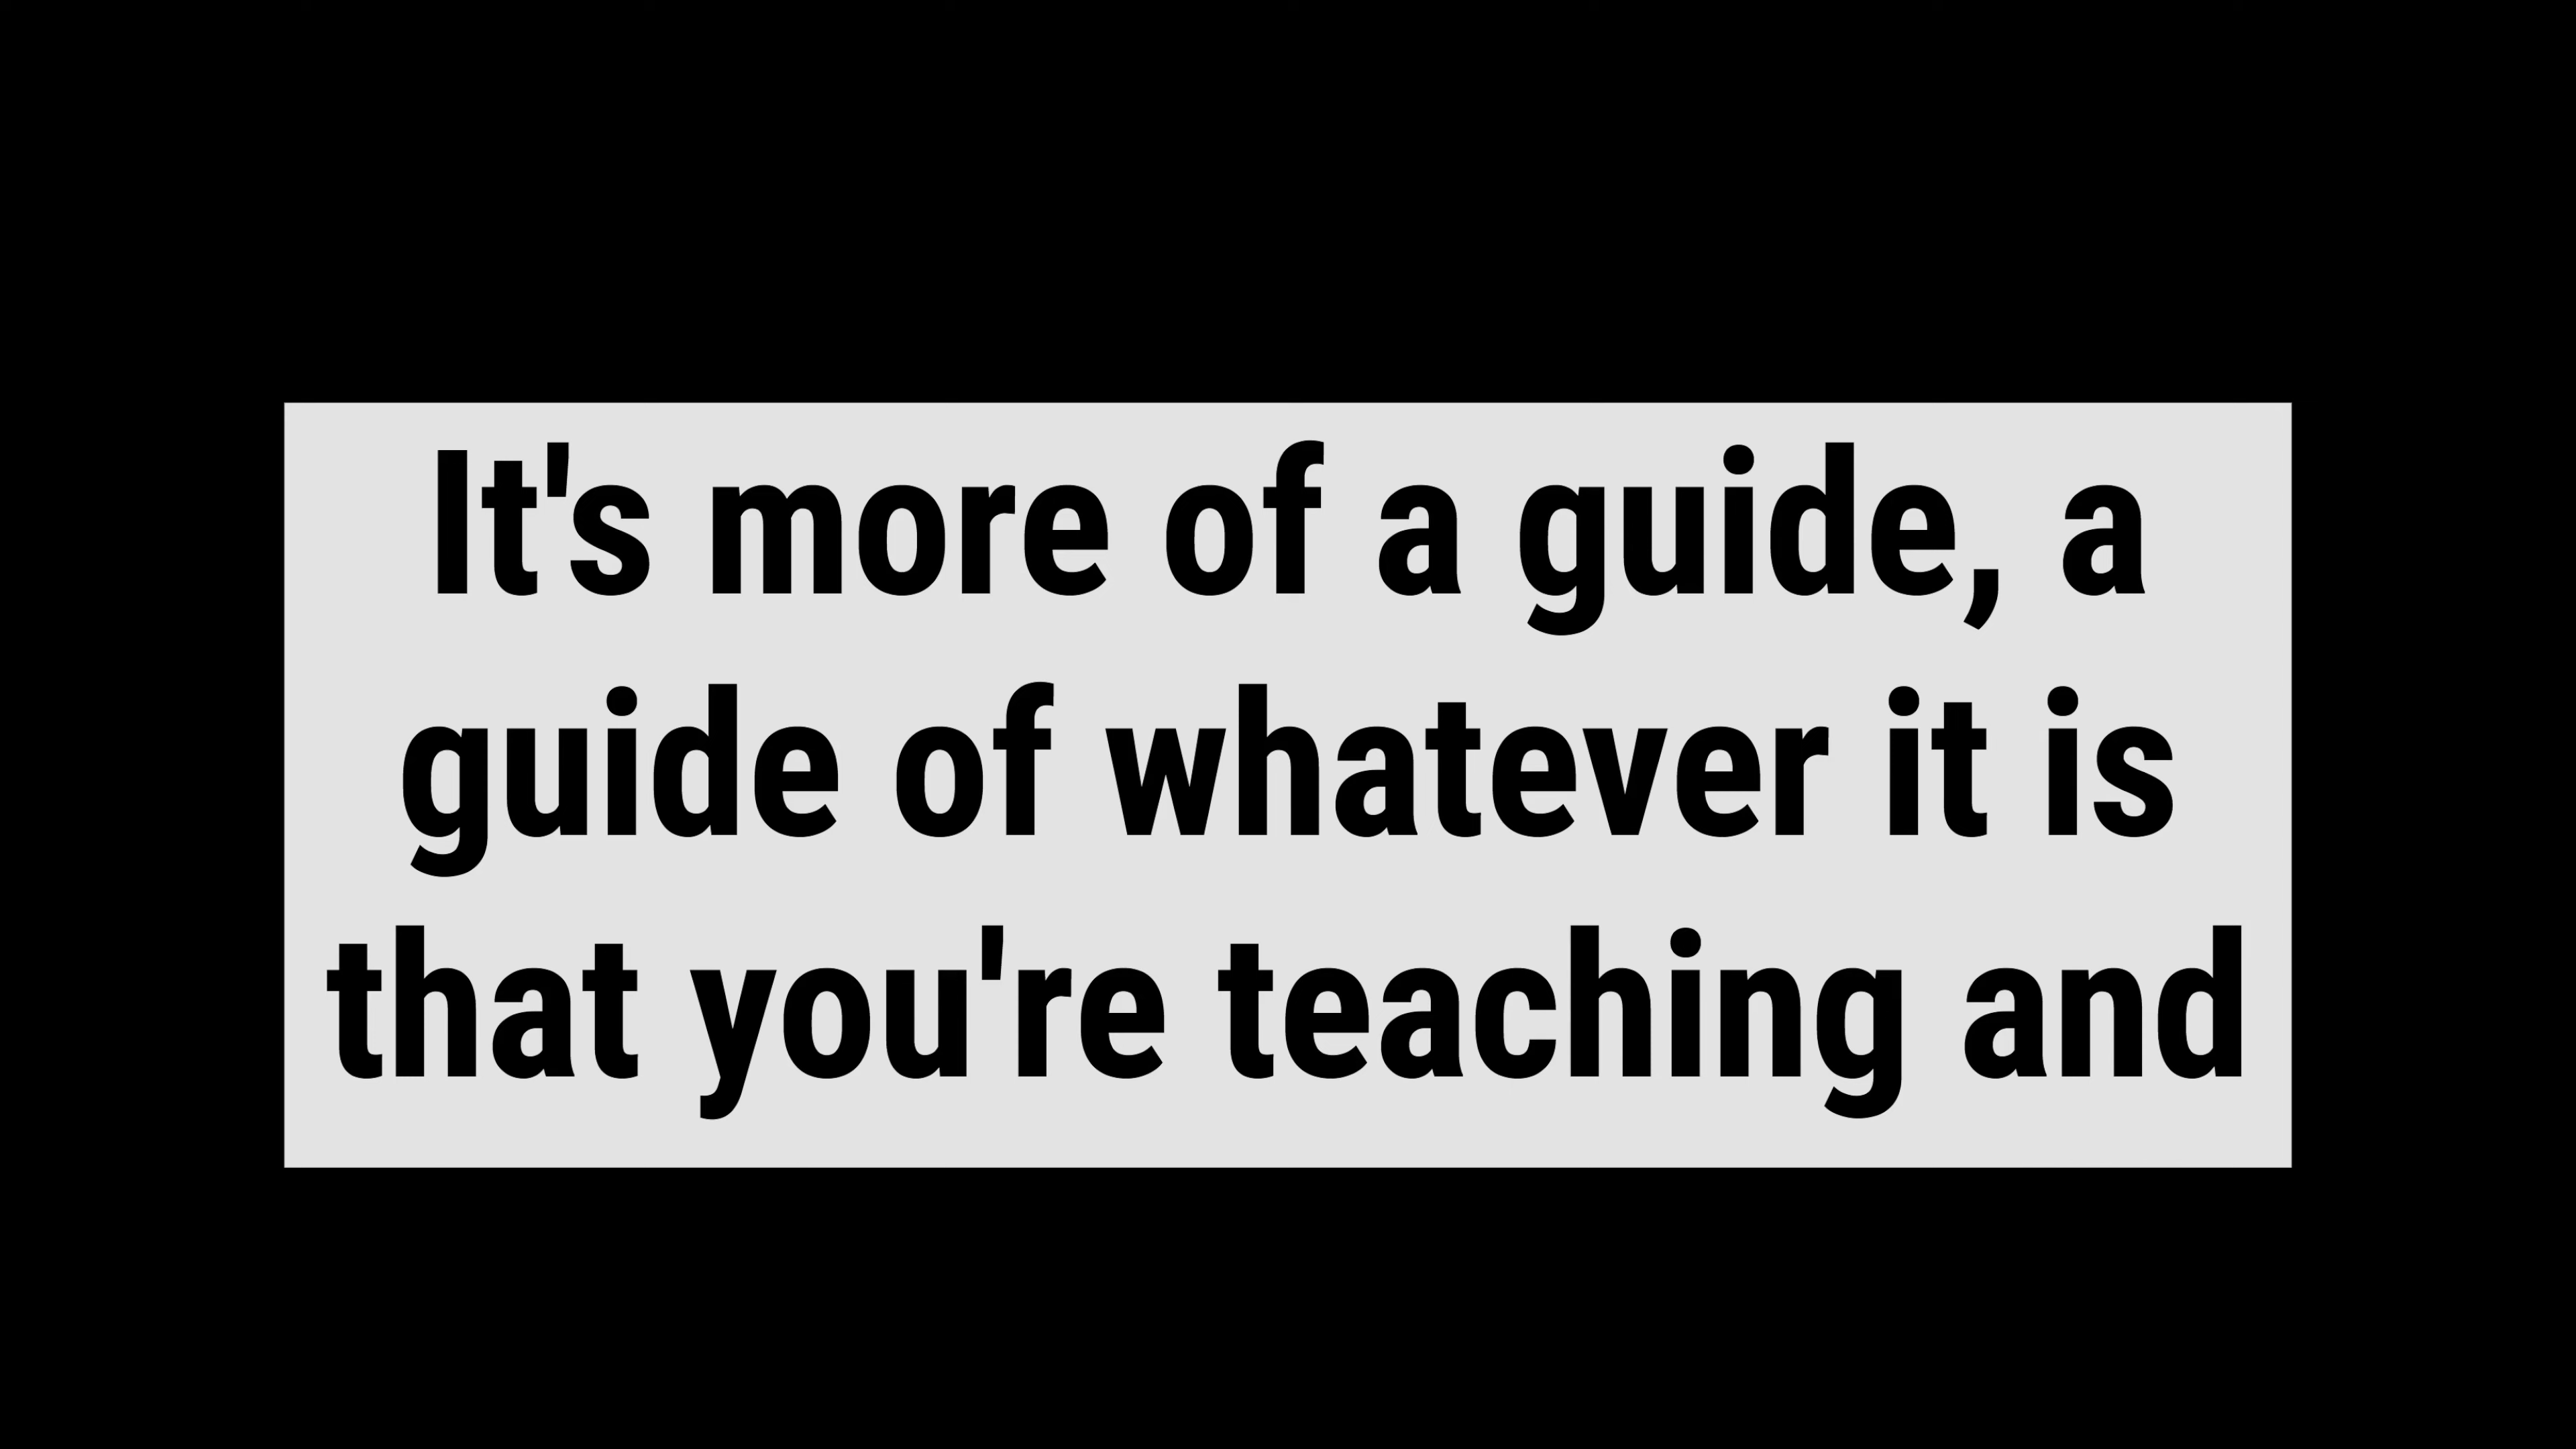 It's more of a guide, a
guide of whatever it is
that you're teaching and